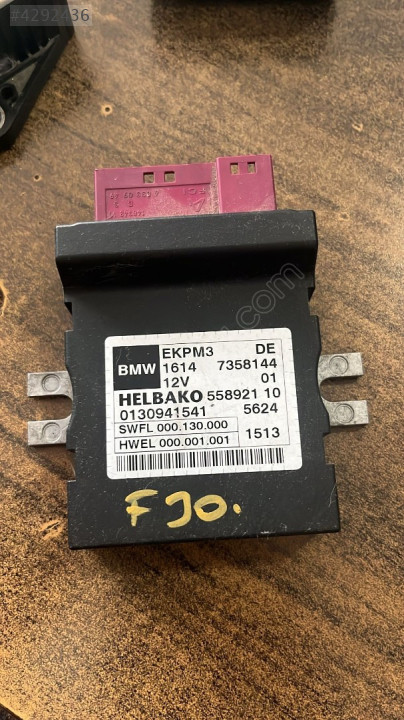 #4292436
BMW
EKPM3 DE
1614 7358144
12V 01
HELBAKO 558921 10
0130941541 5624
SWFL 000.130.000
HWEL 000.001.001
1513
F 90.